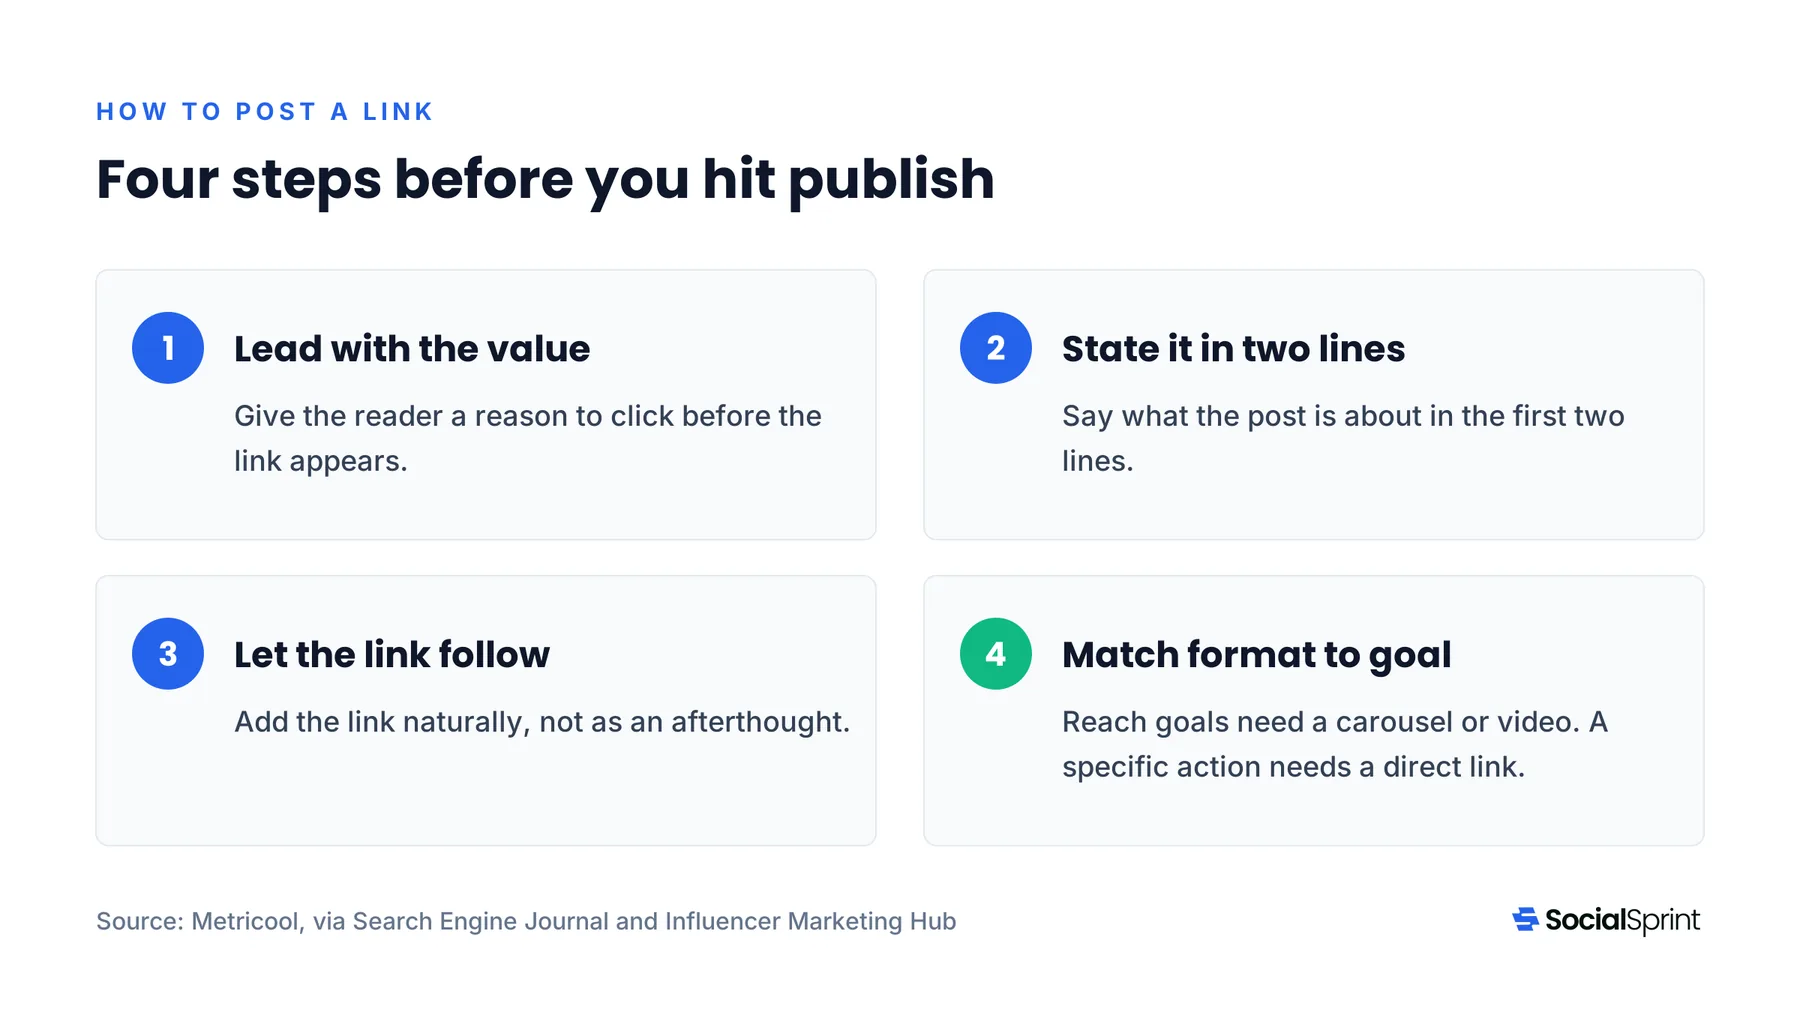 HOW TO POST A LINK
Four steps before you hit publish
1
Lead with the value
Give the reader a reason to click before the
link appears.
2
State it in two lines
Say what the post is about in the first two
lines.
3
Let the link follow
Add the link naturally, not as an afterthought.
4
Match format to goal
Reach goals need a carousel or video. A
specific action needs a direct link.
Source: Metricool, via Search Engine Journal and Influencer Marketing Hub
SocialSprint